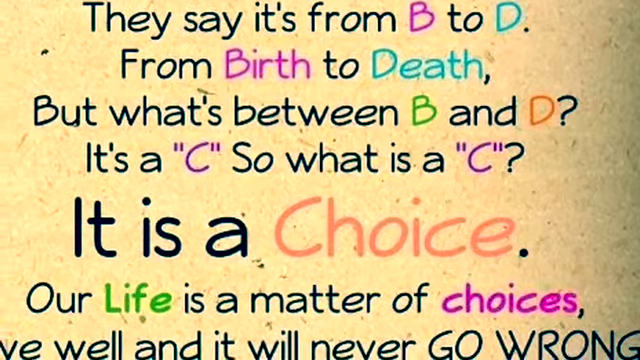 They say it's from B to D.
From Birth to Death,
But what's between B and D?
It's a "C" So what is a "C"?
It is a Choice.
Our Life is a matter of choices,
ve well and it will never GO WRONG